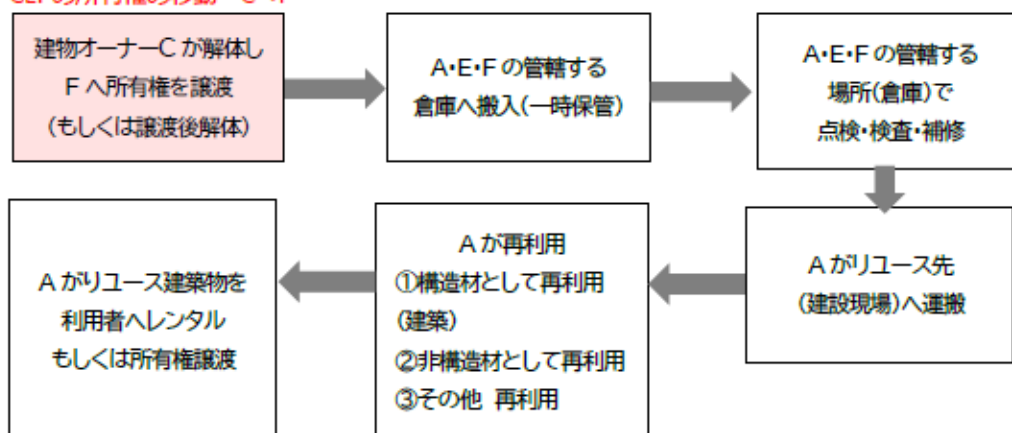 建物オーナーCが解体し
Fへ所有権を譲渡
(もしくは譲渡後解体)
A・E・Fの管轄する
倉庫へ搬入(一時保管)
A・E・Fの管轄する
場所(倉庫)で
点検・検査・補修
Aがリユース先
(建設現場)へ運搬
Aが再利用
①構造材として再利用
(建築)
②非構造材として再利用
③その他 再利用
Aがリユース建築物を
利用者へレンタル
もしくは所有権譲渡